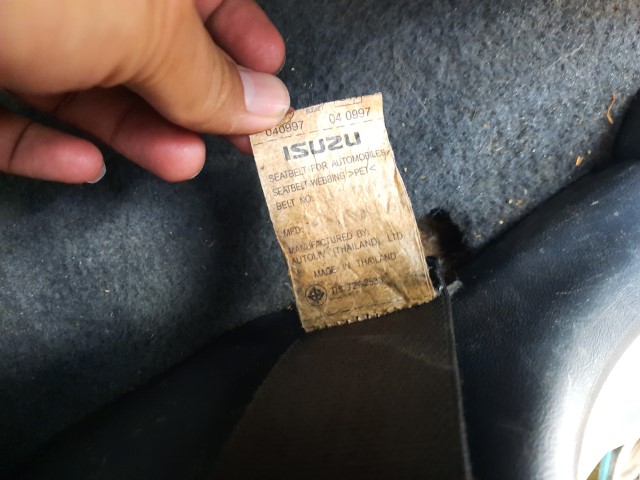 040997 04 0997
ISUZU
SEATBELT FOR AUTOMOBILES
SEATBELT WEBBING >PET<
BELT NO:
MFD:
MANUFACTURED BY:
AUTOLIV (THAILAND) LTD.
MADE IN THAILAND